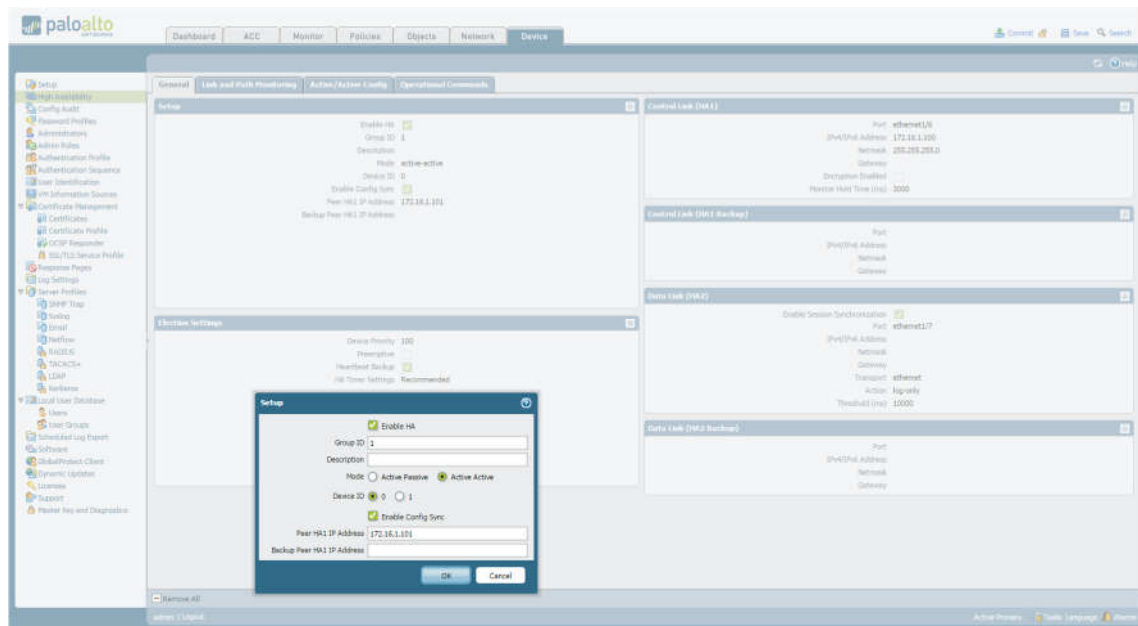 paloalto
Dashboard ACC Monitor Policies Objects Network Device
Commit Save Search
Help
Setup
High Availability
Config Audit
Password Profiles
Administrators
Admin Roles
Authentication Profile
Authentication Sequence
User Identification
VM Information Sources
Certificate Management
Certificates
Certificate Profile
OCSP Responder
SSL/TLS Service Profile
Response Pages
Log Settings
Server Profiles
SNMP Trap
Syslog
Email
Netflow
RADIUS
TACACS+
LDAP
Kerberos
Local User Database
Users
User Groups
Scheduled Log Export
Software
GlobalProtect Client
Dynamic Updates
Licenses
Support
Master Key and Diagnostics
General Link and Path Monitoring Active/Active Config Operational Commands
Setup
Enable HA
Group ID 1
Description
Mode active-active
Device ID 0
Enable Config Sync
Peer HA1 IP Address 172.16.1.101
Backup Peer HA1 IP Address
Election Settings
Device Priority 100
Preemptive
Heartbeat Backup
HA Timer Settings Recommended
Control Link (HA1)
Port ethernet1/6
IPv4/IPv6 Address 172.16.1.100
Netmask 255.255.255.0
Gateway
Encryption Enabled
Monitor Hold Time (ms) 3000
Control Link (HA1 Backup)
Port
IPv4/IPv6 Address
Netmask
Gateway
Data Link (HA2)
Enable Session Synchronization
Port ethernet1/7
IPv4/IPv6 Address
Netmask
Gateway
Transport ethernet
Action log-only
Threshold (ms) 10000
Data Link (HA2 Backup)
Port
IPv4/IPv6 Address
Netmask
Gateway
Setup
Enable HA
Group ID 1
Description
Mode Active Passive Active Active
Device ID 0 1
Enable Config Sync
Peer HA1 IP Address 172.16.1.101
Backup Peer HA1 IP Address
OK Cancel
Remove All
admin Logout
Active Primary Tasks Language